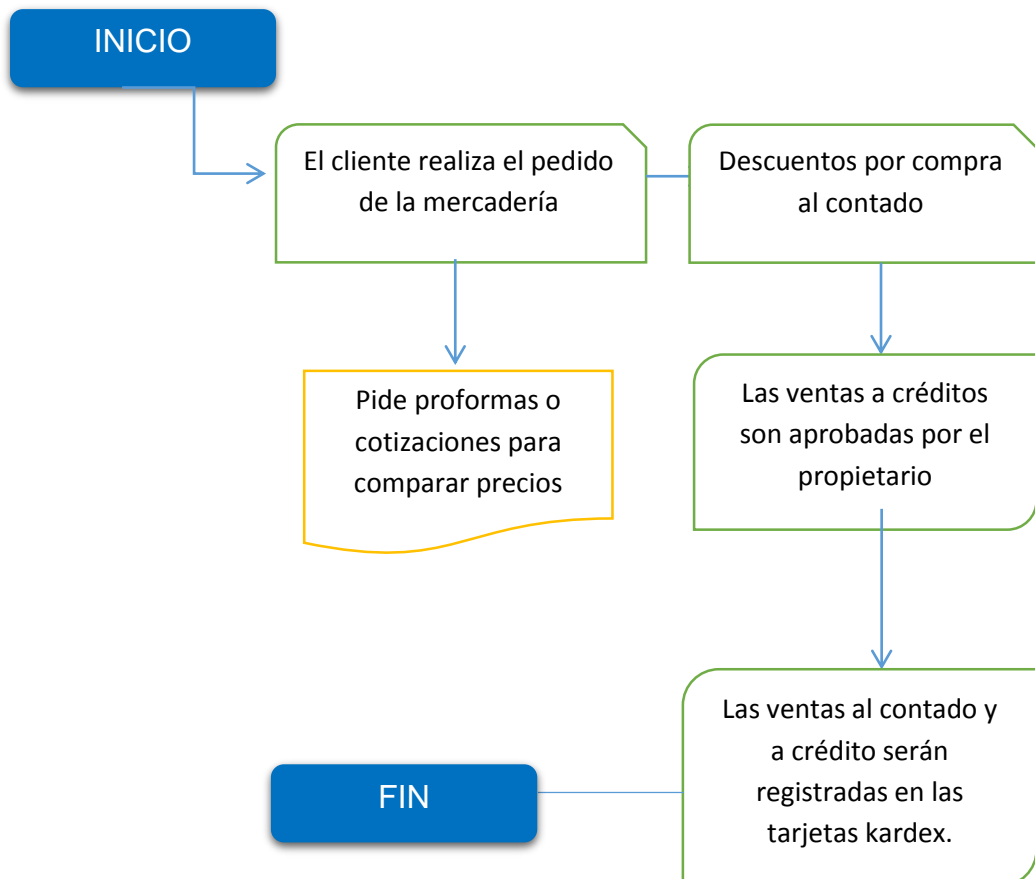 INICIO
El cliente realiza el pedido
de la mercadería
Descuentos por compra
al contado
Pide proformas o
cotizaciones para
comparar precios
Las ventas a créditos
son aprobadas por el
propietario
Las ventas al contado y
a crédito serán
registradas en las
tarjetas kardex.
FIN